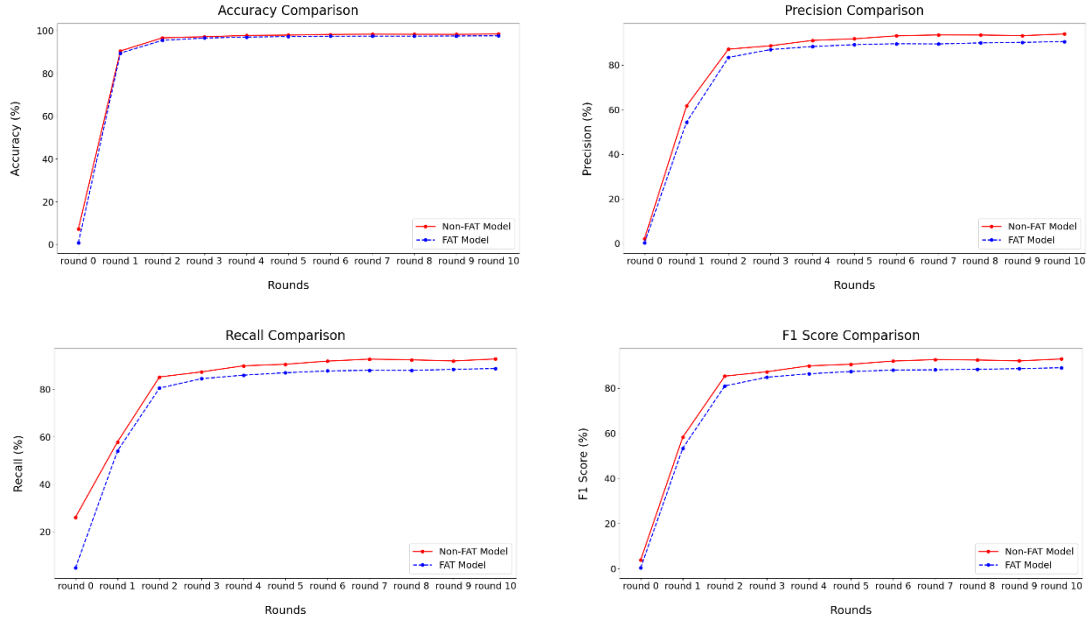 Accuracy Comparison
100
80
60
40
20
0
Accuracy (%)
Non-FAT Model
FAT Model
round 0 round 1 round 2 round 3 round 4 round 5 round 6 round 7 round 8 round 9 round 10
Rounds
Precision Comparison
80
60
40
20
0
Precision (%)
Non-FAT Model
FAT Model
round 0 round 1 round 2 round 3 round 4 round 5 round 6 round 7 round 8 round 9 round 10
Rounds
Recall Comparison
80
60
40
20
Recall (%)
Non-FAT Model
FAT Model
round 0 round 1 round 2 round 3 round 4 round 5 round 6 round 7 round 8 round 9 round 10
Rounds
F1 Score Comparison
80
60
40
20
0
F1 Score (%)
Non-FAT Model
FAT Model
round 0 round 1 round 2 round 3 round 4 round 5 round 6 round 7 round 8 round 9 round 10
Rounds